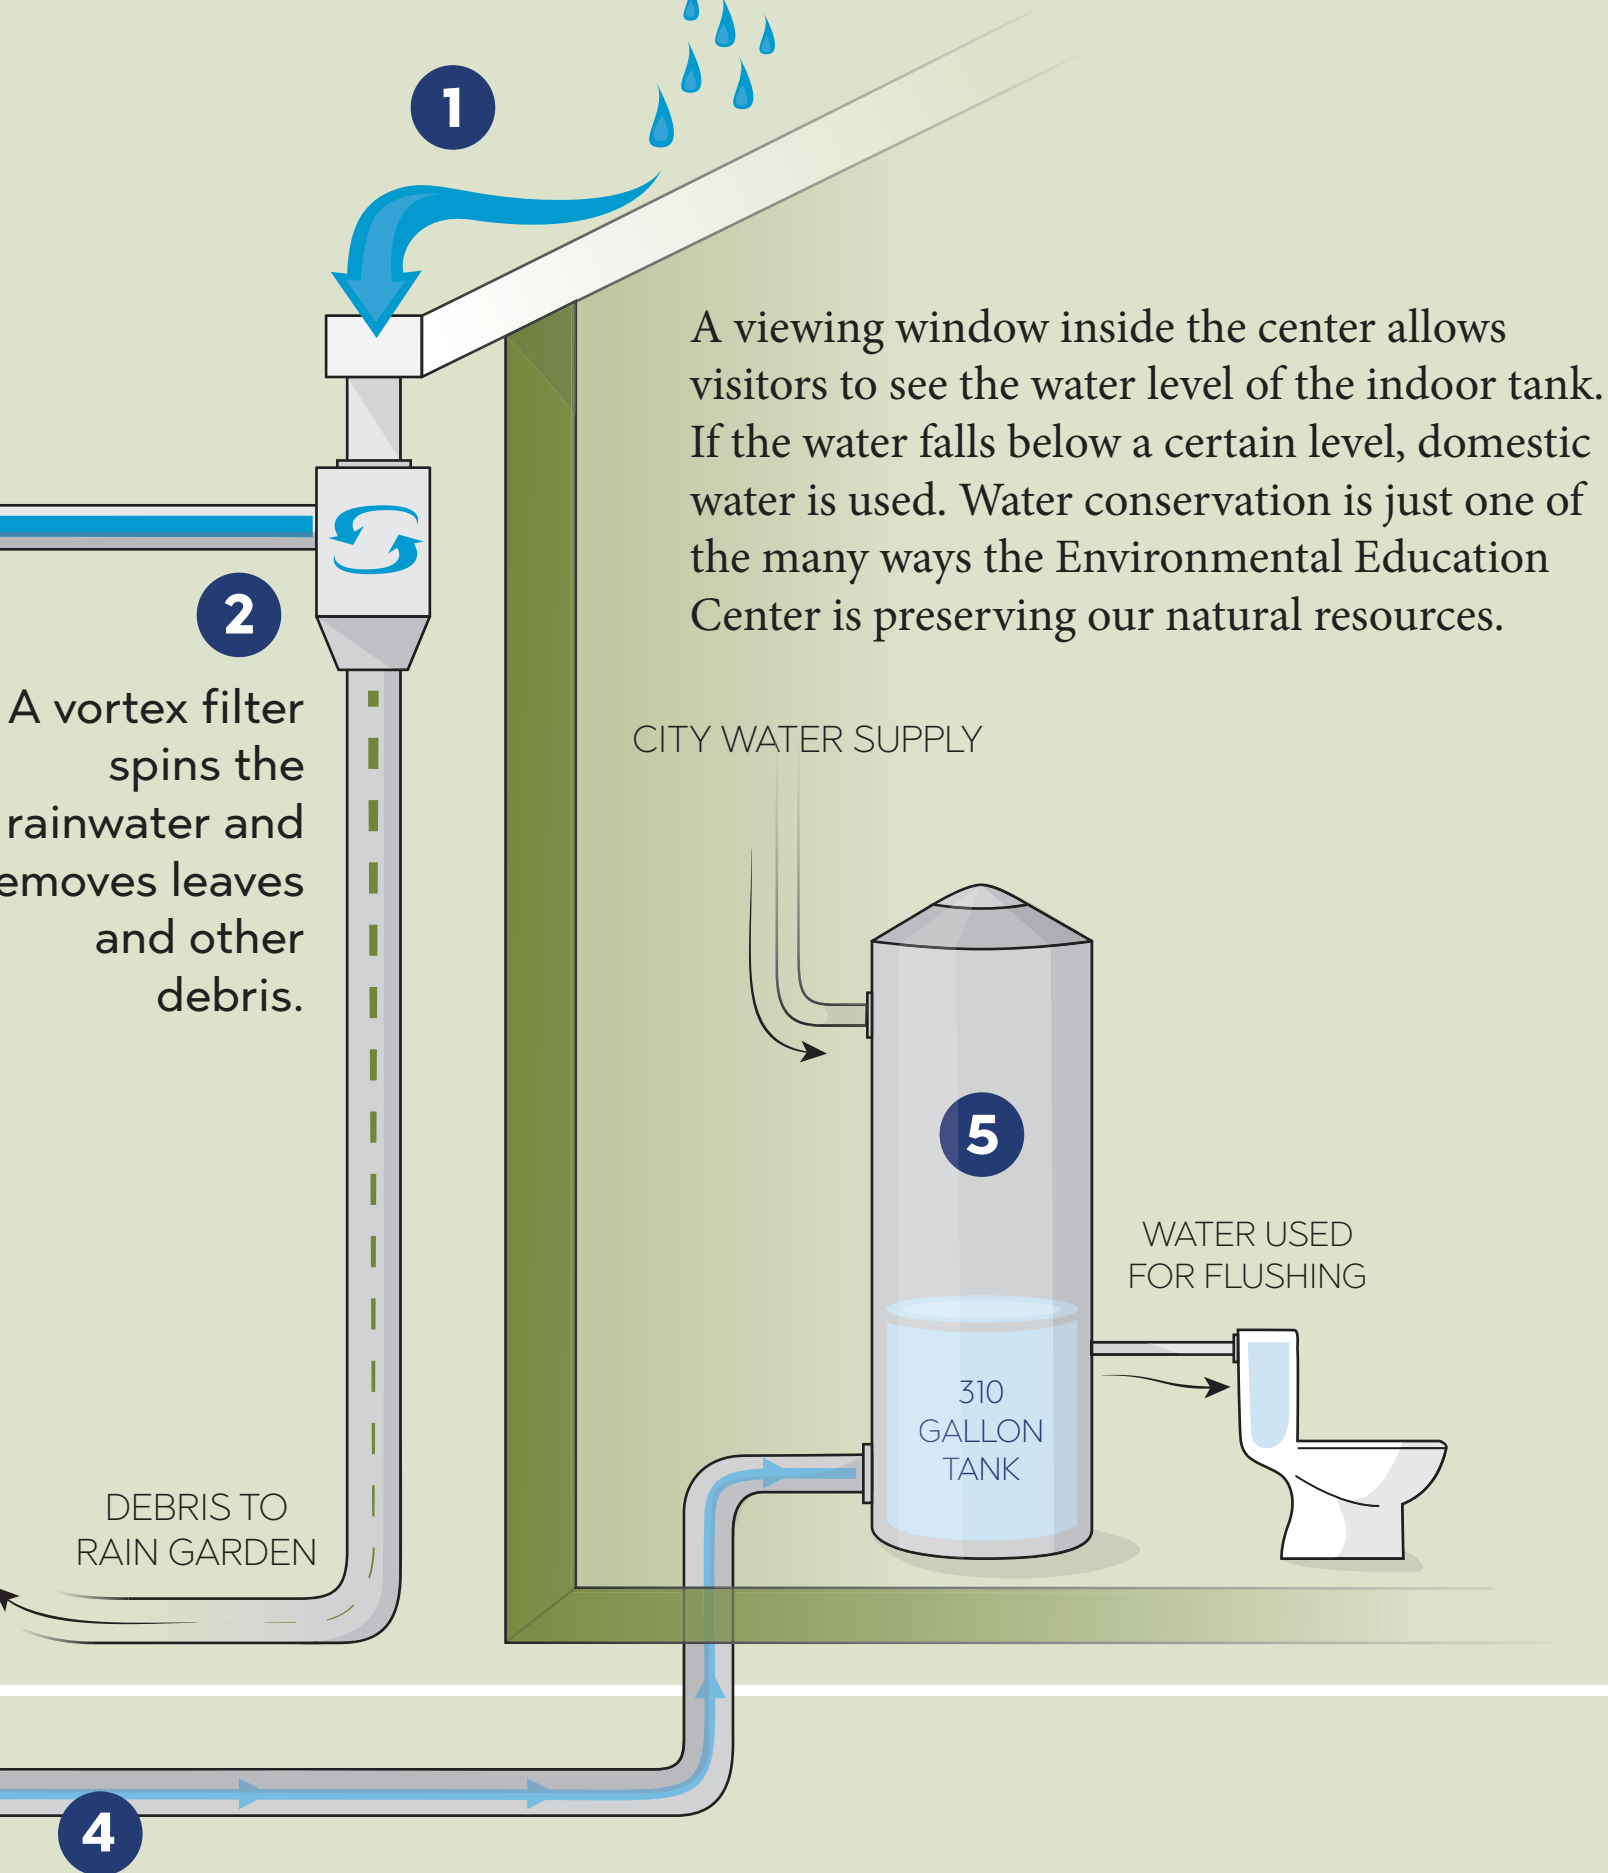 1
A viewing window inside the center allows
visitors to see the water level of the indoor tank.
If the water falls below a certain level, domestic
water is used. Water conservation is just one of
the many ways the Environmental Education
Center is preserving our natural resources.
2
A vortex filter
spins the
rainwater and
emoves leaves
and other
debris.
CITY WATER SUPPLY
5
WATER USED
FOR FLUSHING
310
GALLON
TANK
DEBRIS TO
RAIN GARDEN
4